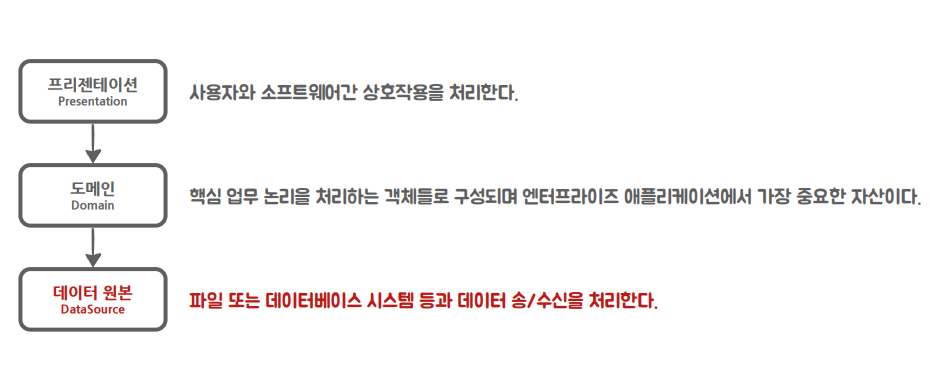 프리젠테이션
Presentation
사용자와 소프트웨어간 상호작용을 처리한다.
도메인
Domain
핵심 업무 논리을 처리하는 객체들로 구성되며 엔터프라이즈 애플리케이션에서 가장 중요한 자산이다.
데이터 원본
DataSource
파일 또는 데이터베이스 시스템 등과 데이터 송/수신을 처리한다.